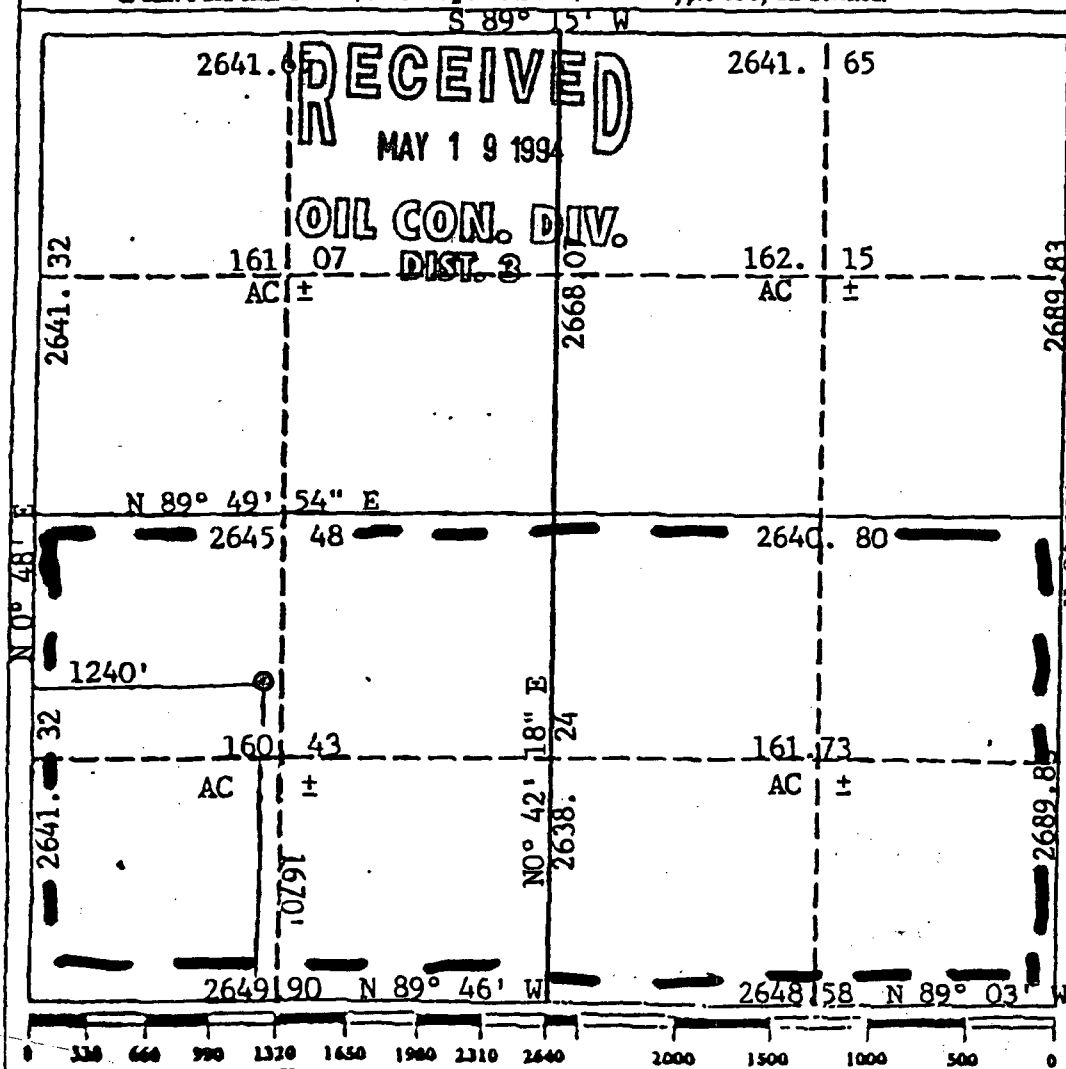 S 89° 15' W
2641.
2641. 65
RECEIVED
MAY 1 9 1994
OIL CON. DIV.
DIST. 3
161 07
AC ±
162. 15
AC ±
2641. 32
2668 07
2689.83
N 89° 49' 54" E
2645 48
2640. 80
N 0° 48' E
1240'
160 43
AC ±
161.73
AC ±
2641. 32
N0° 42' 18" E
2638. 24
2689.83
1670'
2649 90 N 89° 46' W
2648 58 N 89° 03' W
0 330 660 990 1320 1650 1980 2310 2640 2000 1500 1000 500 0